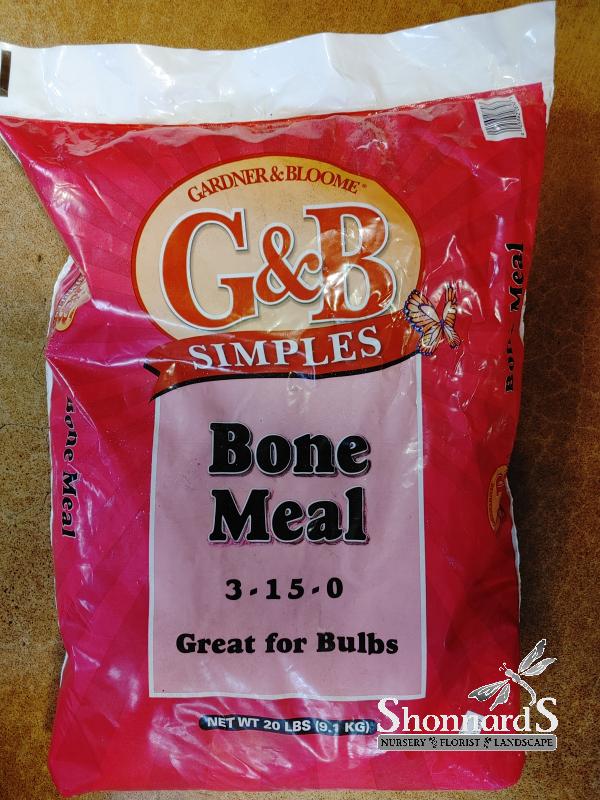 GARDNER & BLOOME®
G&B
SIMPLES
Bone Meal
Bone
Meal
3-15-0
Great for Bulbs
Bone Meal
NET WT 20 LBS (9.1 KG)
ShonnardS
NURSERY FLORIST LANDSCAPE